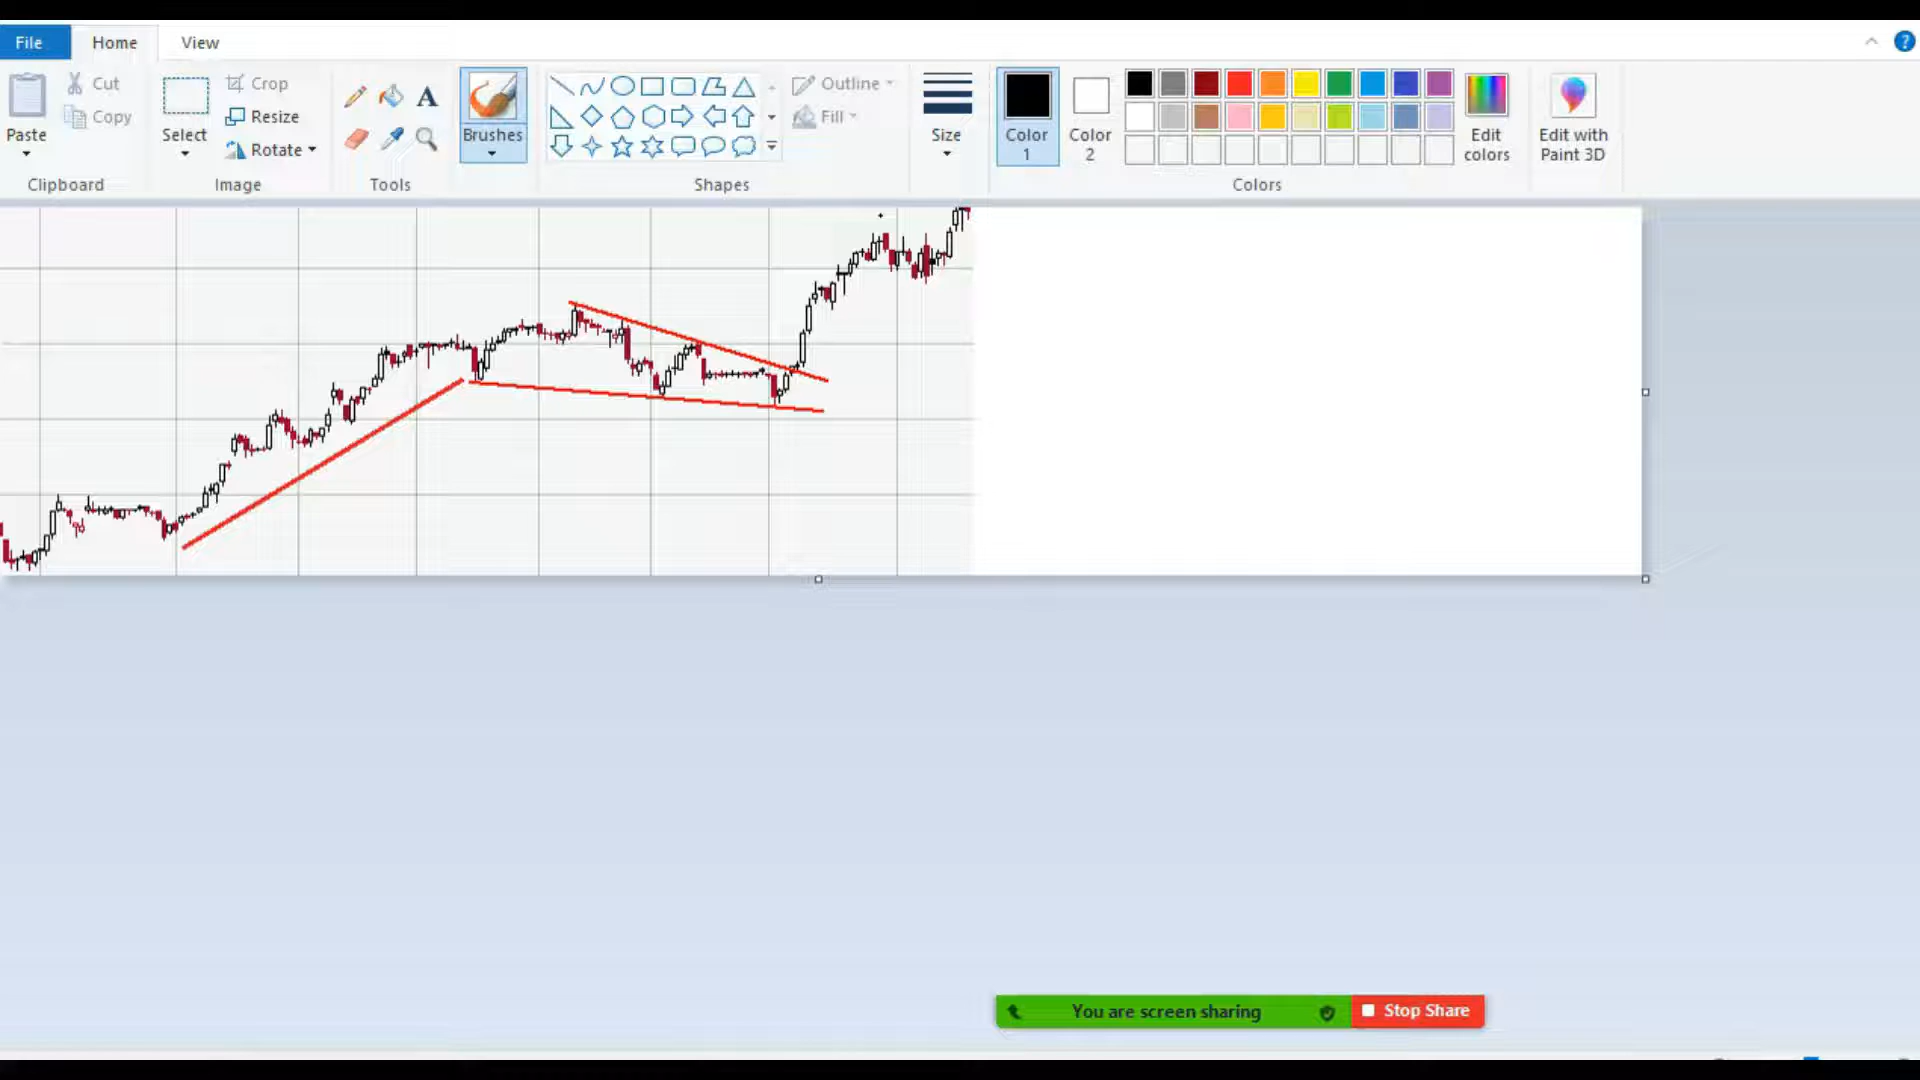 File Home View
Paste
Cut
Copy
Clipboard
Select
Crop
Resize
Rotate
Image
A
Tools
Brushes
Shapes
Outline
Fill
Size
Color 1
Color 2
Colors
Edit colors
Edit with Paint 3D
?
You are screen sharing
Stop Share